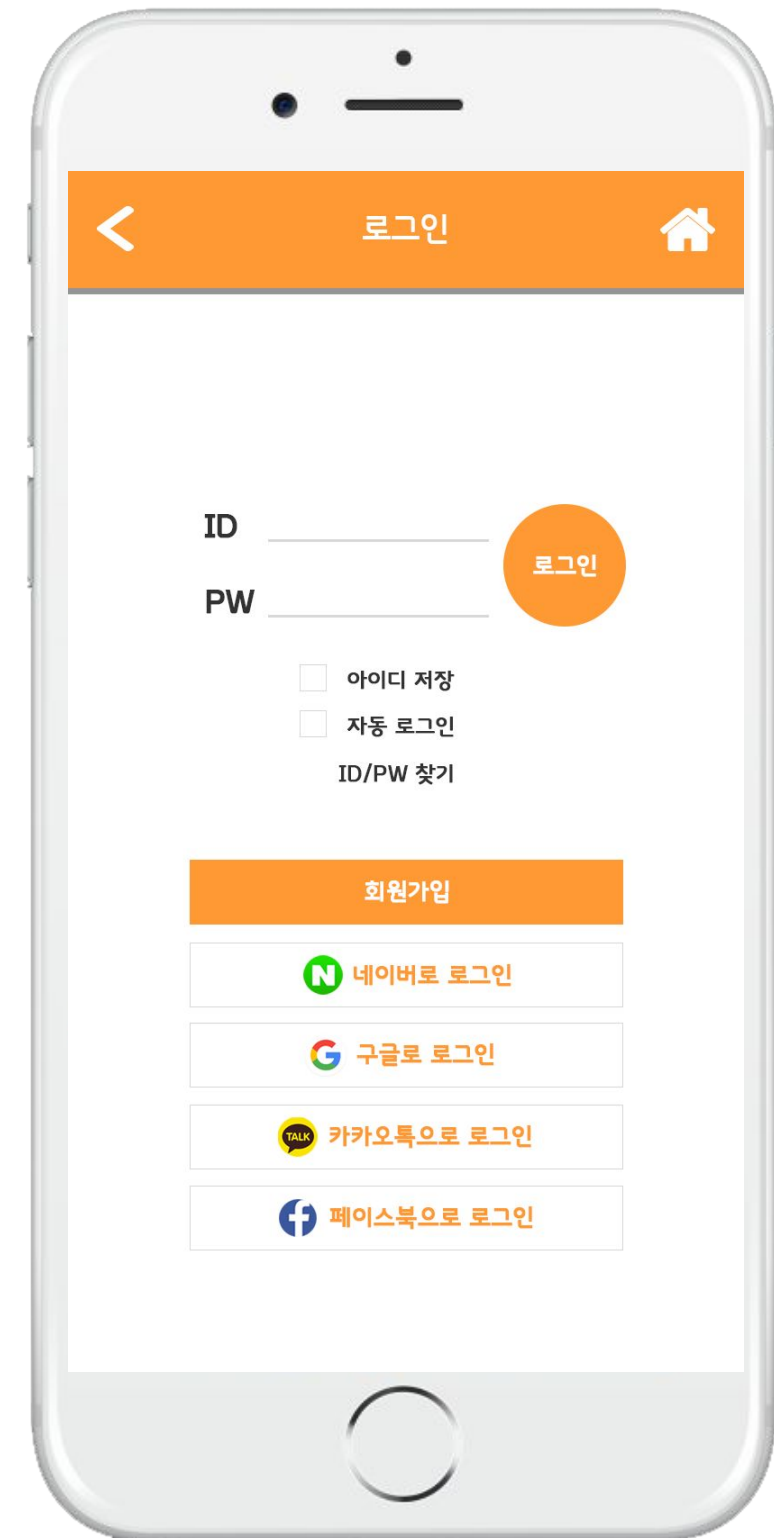 로그인
ID
로그인
PW
아이디 저장
자동 로그인
ID/PW 찾기
회원가입
N 네이버로 로그인
G 구글로 로그인
TALK 카카오톡으로 로그인
f 페이스북으로 로그인